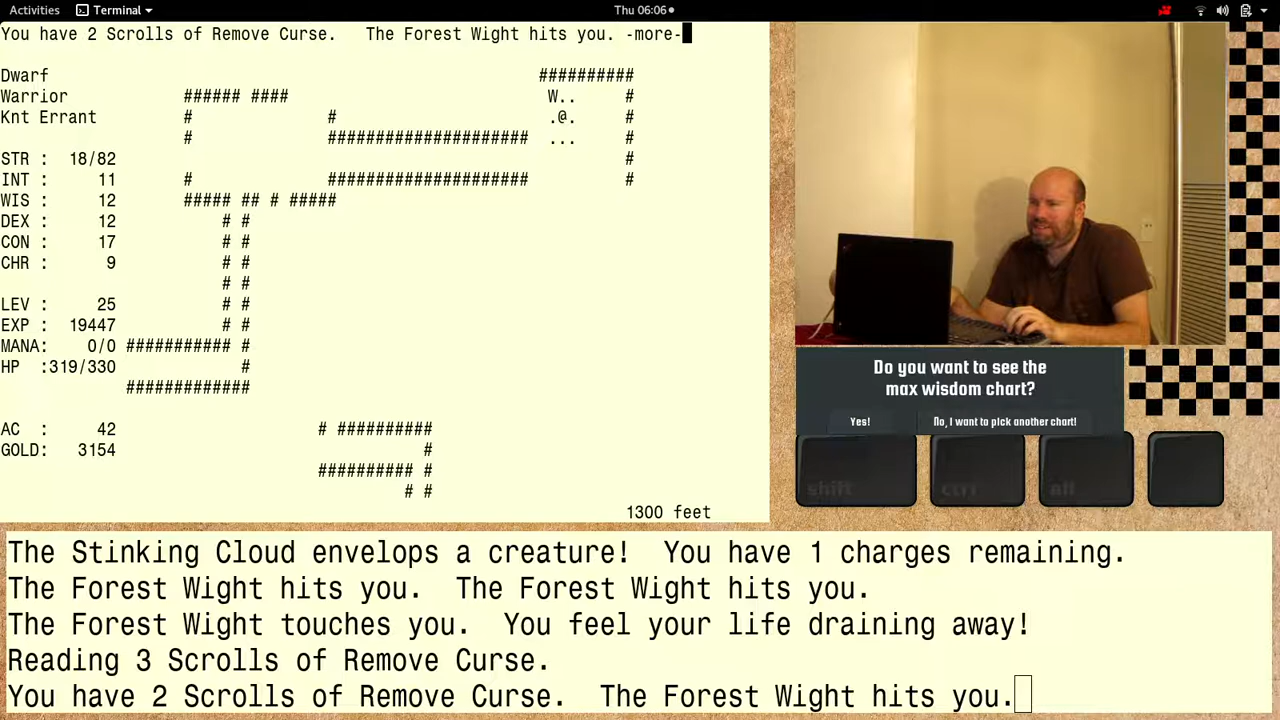 Activities Terminal Thu 06:06
You have 2 Scrolls of Remove Curse. The Forest Wight hits you. -more-
Dwarf ##########
Warrior ###### #### W.. #
Knt Errant # # .@. #
# #################### ... #
STR : 18/82 #
INT : 11 # #################### #
WIS : 12 ##### ## # #####
DEX : 12 # #
CON : 17 # #
CHR : 9 # #
# #
LEV : 25 # #
EXP : 19447 # #
MANA: 0/0 ########### #
HP :319/330 #
#############
AC : 42 # ##########
GOLD: 3154 #
########## #
# #
1300 feet
Do you want to see the
max wisdom chart?
Yes! No, I want to pick another chart!
shift ctrl alt
The Stinking Cloud envelops a creature! You have 1 charges remaining.
The Forest Wight hits you. The Forest Wight hits you.
The Forest Wight touches you. You feel your life draining away!
Reading 3 Scrolls of Remove Curse.
You have 2 Scrolls of Remove Curse. The Forest Wight hits you.